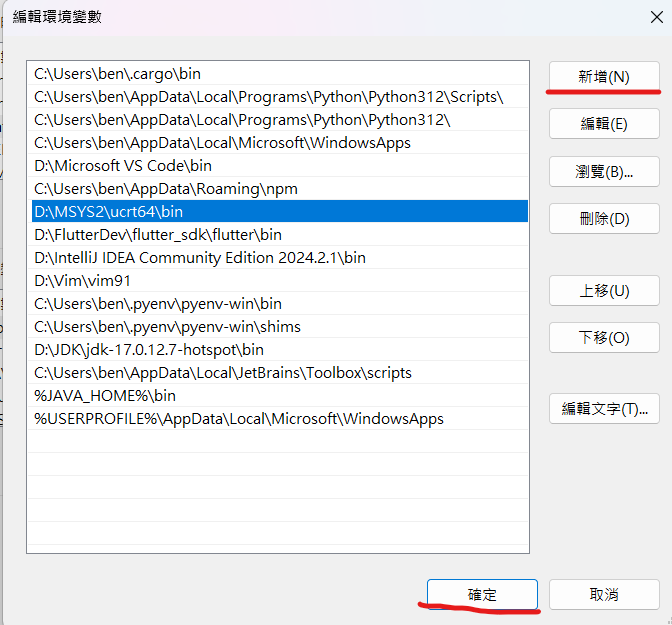 編輯環境變數
C:\Users\ben\.cargo\bin
C:\Users\ben\AppData\Local\Programs\Python\Python312\Scripts\
C:\Users\ben\AppData\Local\Programs\Python\Python312\
C:\Users\ben\AppData\Local\Microsoft\WindowsApps
D:\Microsoft VS Code\bin
C:\Users\ben\AppData\Roaming\npm
D:\MSYS2\ucrt64\bin
D:\FlutterDev\flutter_sdk\flutter\bin
D:\IntelliJ IDEA Community Edition 2024.2.1\bin
D:\Vim\vim91
C:\Users\ben\.pyenv\pyenv-win\bin
C:\Users\ben\.pyenv\pyenv-win\shims
D:\JDK\jdk-17.0.12.7-hotspot\bin
C:\Users\ben\AppData\Local\JetBrains\Toolbox\scripts
%JAVA_HOME%\bin
%USERPROFILE%\AppData\Local\Microsoft\WindowsApps
新增(N)
編輯(E)
瀏覽(B)...
刪除(D)
上移(U)
下移(O)
編輯文字(T)...
確定
取消